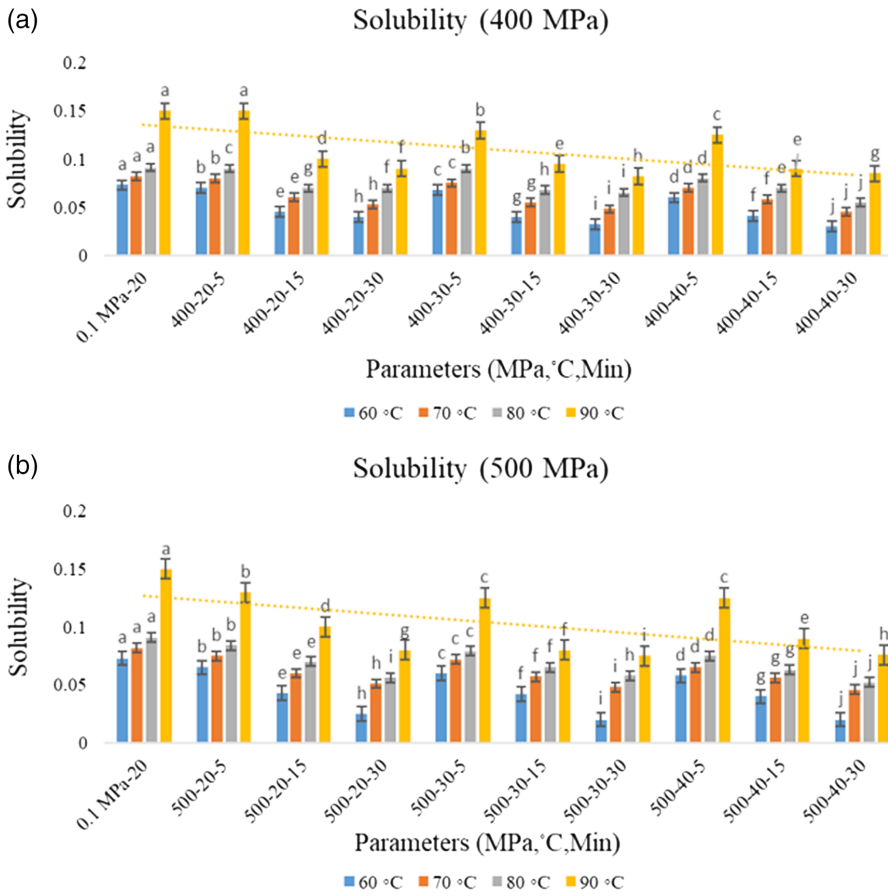 (a)
Solubility (400 MPa)
0.2
0.15
0.1
0.05
0
Solubility
a a a a
b b c a
e e g d
h h f f
c c b b
g g h e
i i i h
d d d c
f f e e
j j j g
0.1 MPa-20
400-20-5
400-20-15
400-20-30
400-30-5
400-30-15
400-30-30
400-40-5
400-40-15
400-40-30
Parameters (MPa,°C,Min)
60 °C 70 °C 80 °C 90 °C
(b)
Solubility (500 MPa)
0.2
0.15
0.1
0.05
0
Solubility
a a a a
b b b b
e e e d
h h h g
c c c c
f f f f
i i h i
d d d c
g g g e
j j j h
0.1 MPa-20
500-20-5
500-20-15
500-20-30
500-30-5
500-30-15
500-30-30
500-40-5
500-40-15
500-40-30
Parameters (MPa,°C,Min)
60 °C 70 °C 80 °C 90 °C